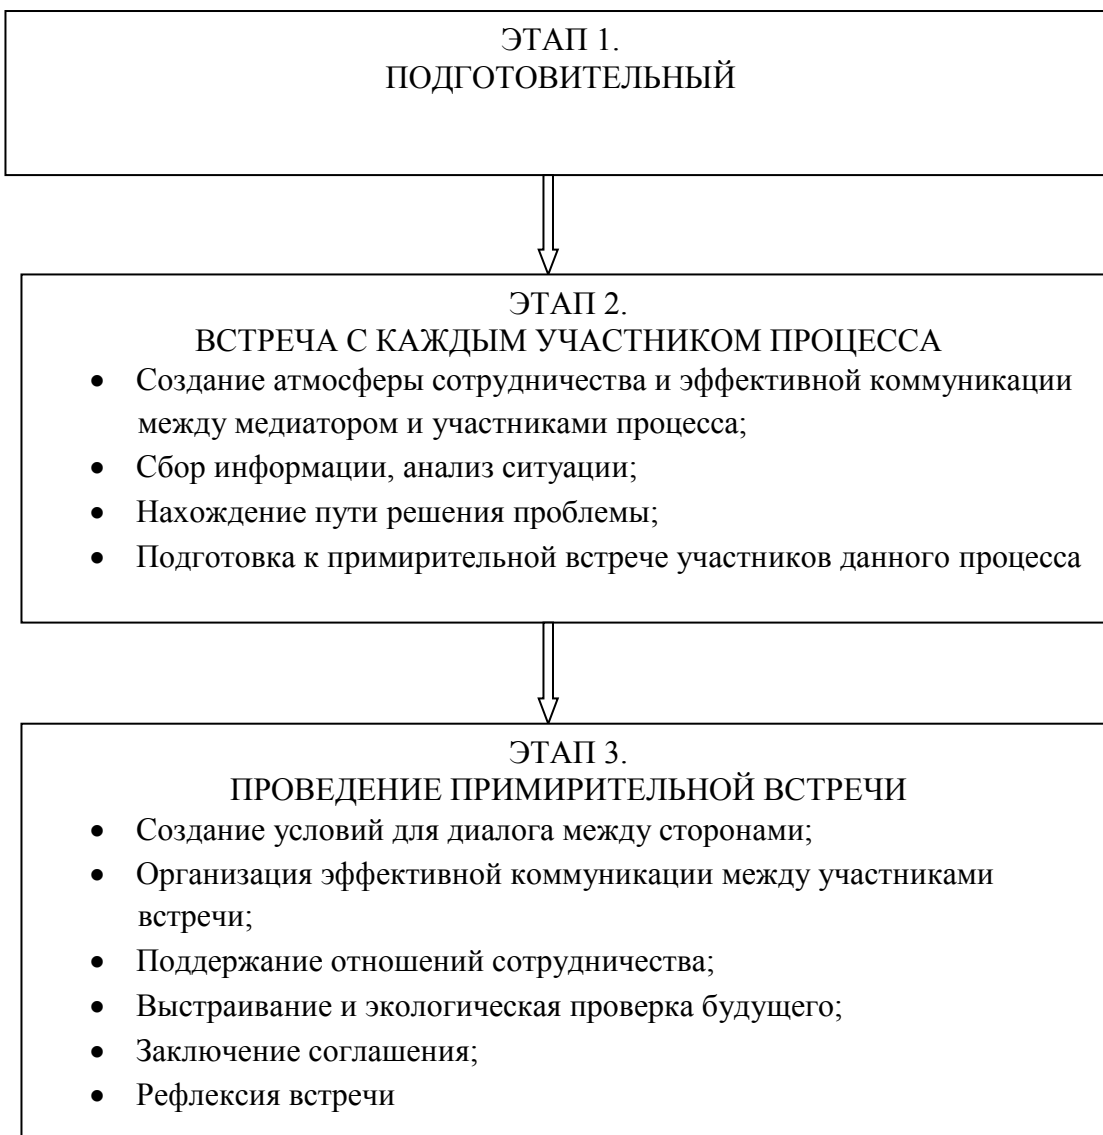 ЭТАП 1.
ПОДГОТОВИТЕЛЬНЫЙ
ЭТАП 2.
ВСТРЕЧА С КАЖДЫМ УЧАСТНИКОМ ПРОЦЕССА
• Создание атмосферы сотрудничества и эффективной коммуникации
между медиатором и участниками процесса;
• Сбор информации, анализ ситуации;
• Нахождение пути решения проблемы;
• Подготовка к примирительной встрече участников данного процесса
ЭТАП 3.
ПРОВЕДЕНИЕ ПРИМИРИТЕЛЬНОЙ ВСТРЕЧИ
• Создание условий для диалога между сторонами;
• Организация эффективной коммуникации между участниками
встречи;
• Поддержание отношений сотрудничества;
• Выстраивание и экологическая проверка будущего;
• Заключение соглашения;
• Рефлексия встречи